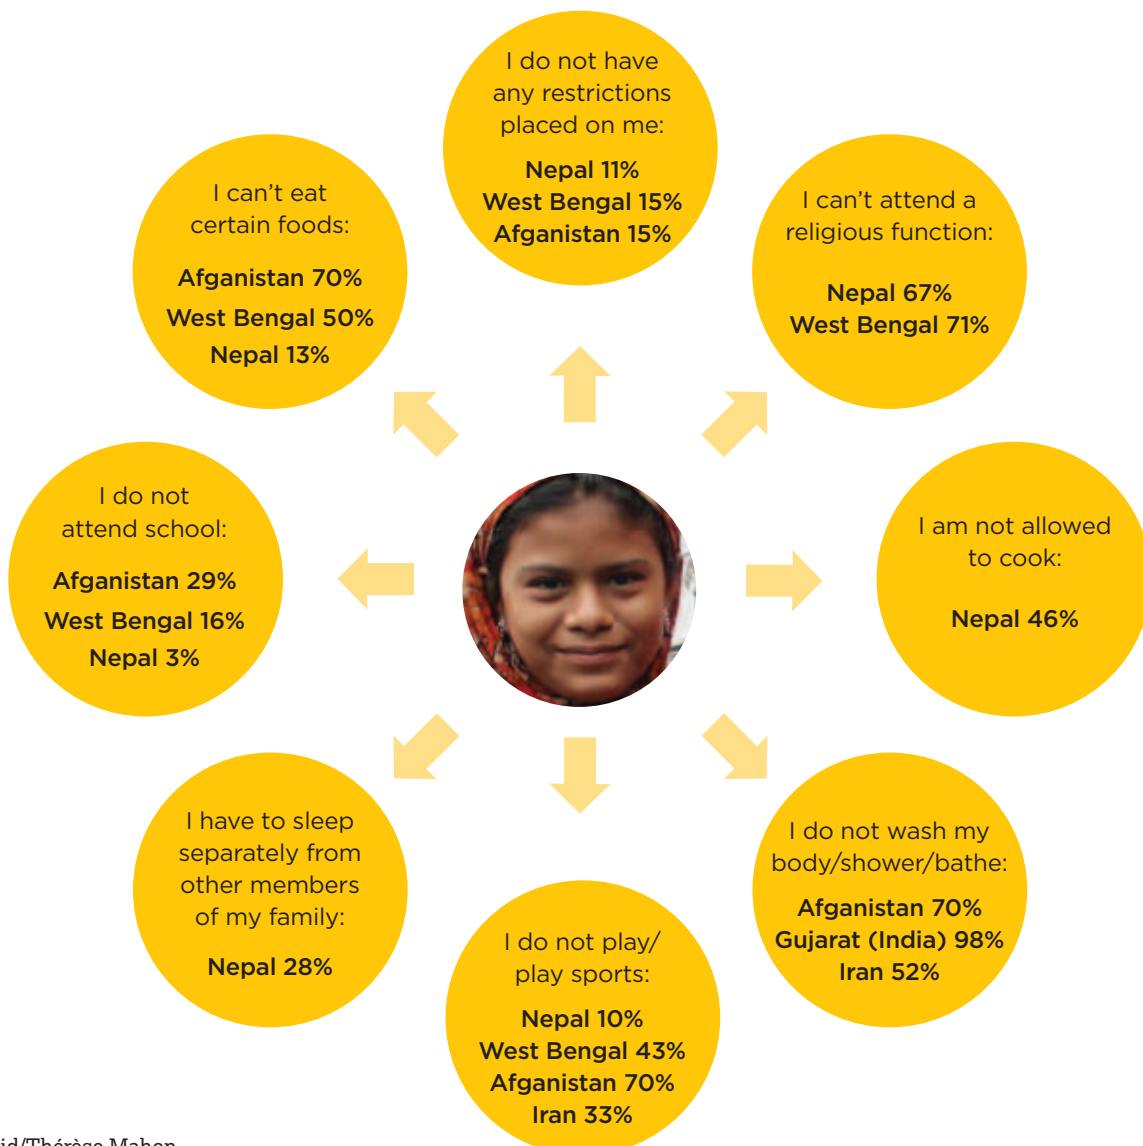 I do not have
any restrictions
placed on me:
Nepal 11%
West Bengal 15%
Afganistan 15%
I can't attend a
religious function:
Nepal 67%
West Bengal 71%
I am not allowed
to cook:
Nepal 46%
I do not wash my
body/shower/bathe:
Afganistan 70%
Gujarat (India) 98%
Iran 52%
I do not play/
play sports:
Nepal 10%
West Bengal 43%
Afganistan 70%
Iran 33%
I have to sleep
separately from
other members
of my family:
Nepal 28%
I do not
attend school:
Afganistan 29%
West Bengal 16%
Nepal 3%
I can't eat
certain foods:
Afganistan 70%
West Bengal 50%
Nepal 13%
id/Thérèse Mahon